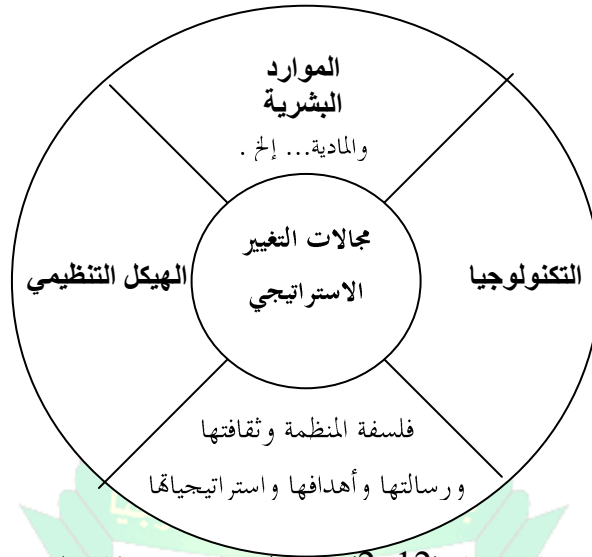 الموارد
البشرية
والمادية... إلخ .
مجالات التغيير
الاستراتيجي
التكنولوجيا
الهيكل التنظيمي
فلسفة المنظمة وثقافتها
ورسالتها وأهدافها واستراتيجياتها